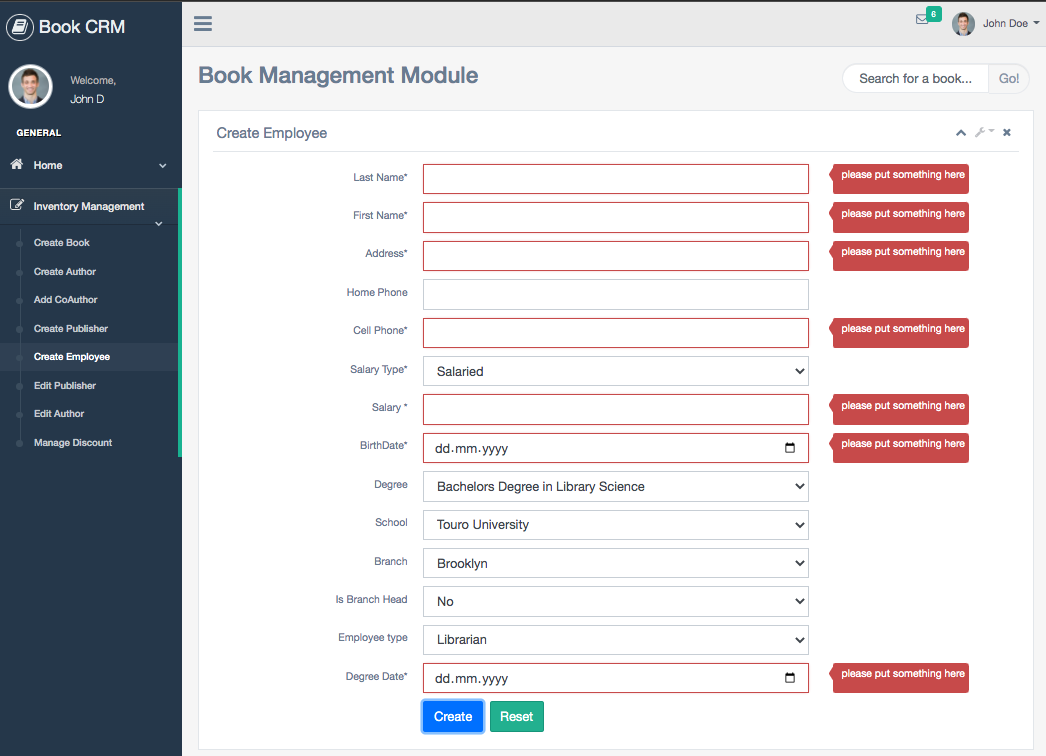 Book CRM
6
John Doe
Welcome,
John D
GENERAL
Home
Inventory Management
Create Book
Create Author
Add CoAuthor
Create Publisher
Create Employee
Edit Publisher
Edit Author
Manage Discount
Book Management Module
Search for a book... Go!
Create Employee
Last Name* please put something here
First Name* please put something here
Address* please put something here
Home Phone
Cell Phone* please put something here
Salary Type* Salaried
Salary * please put something here
BirthDate* dd.mm.yyyy please put something here
Degree Bachelors Degree in Library Science
School Touro University
Branch Brooklyn
Is Branch Head No
Employee type Librarian
Degree Date* dd.mm.yyyy please put something here
Create Reset